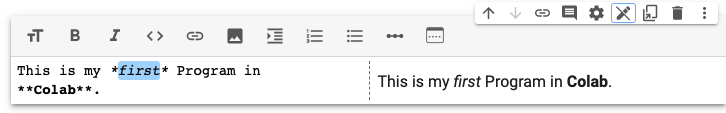 This is my *first* Program in
**Colab**.
This is my first Program in Colab.